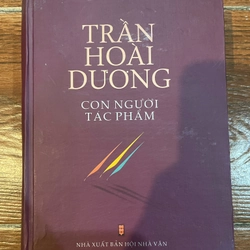 TRẦN
HOÀI
DƯƠNG
CON NGƯỜI
TÁC PHẨM
NHÀ XUẤT BẢN HỘI NHÀ VĂN